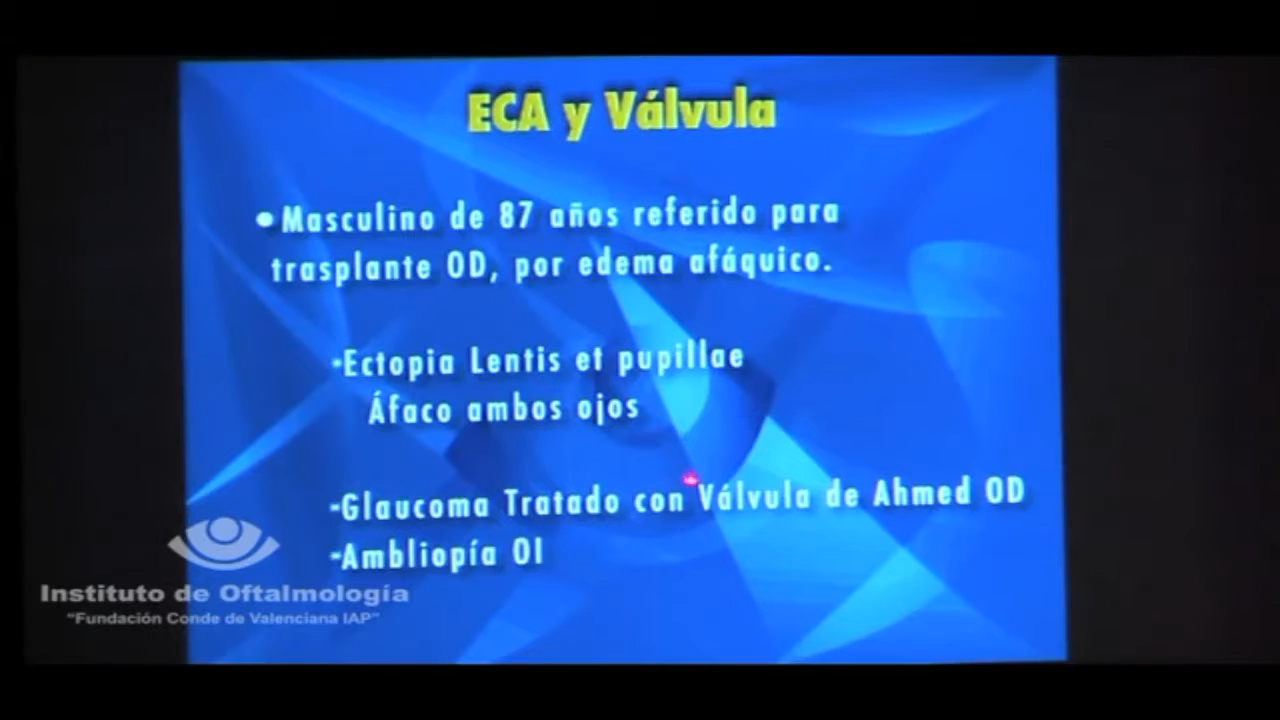 ECA y Válvula
•Masculino de 87 años referido para
trasplante OD, por edema afáquico.
-Ectopia Lentis et pupillae
Áfaco ambos ojos
-Glaucoma Tratado con Válvula de Ahmed OD
-Ambliopía OI
Instituto de Oftalmología
"Fundación Conde de Valenciana IAP"